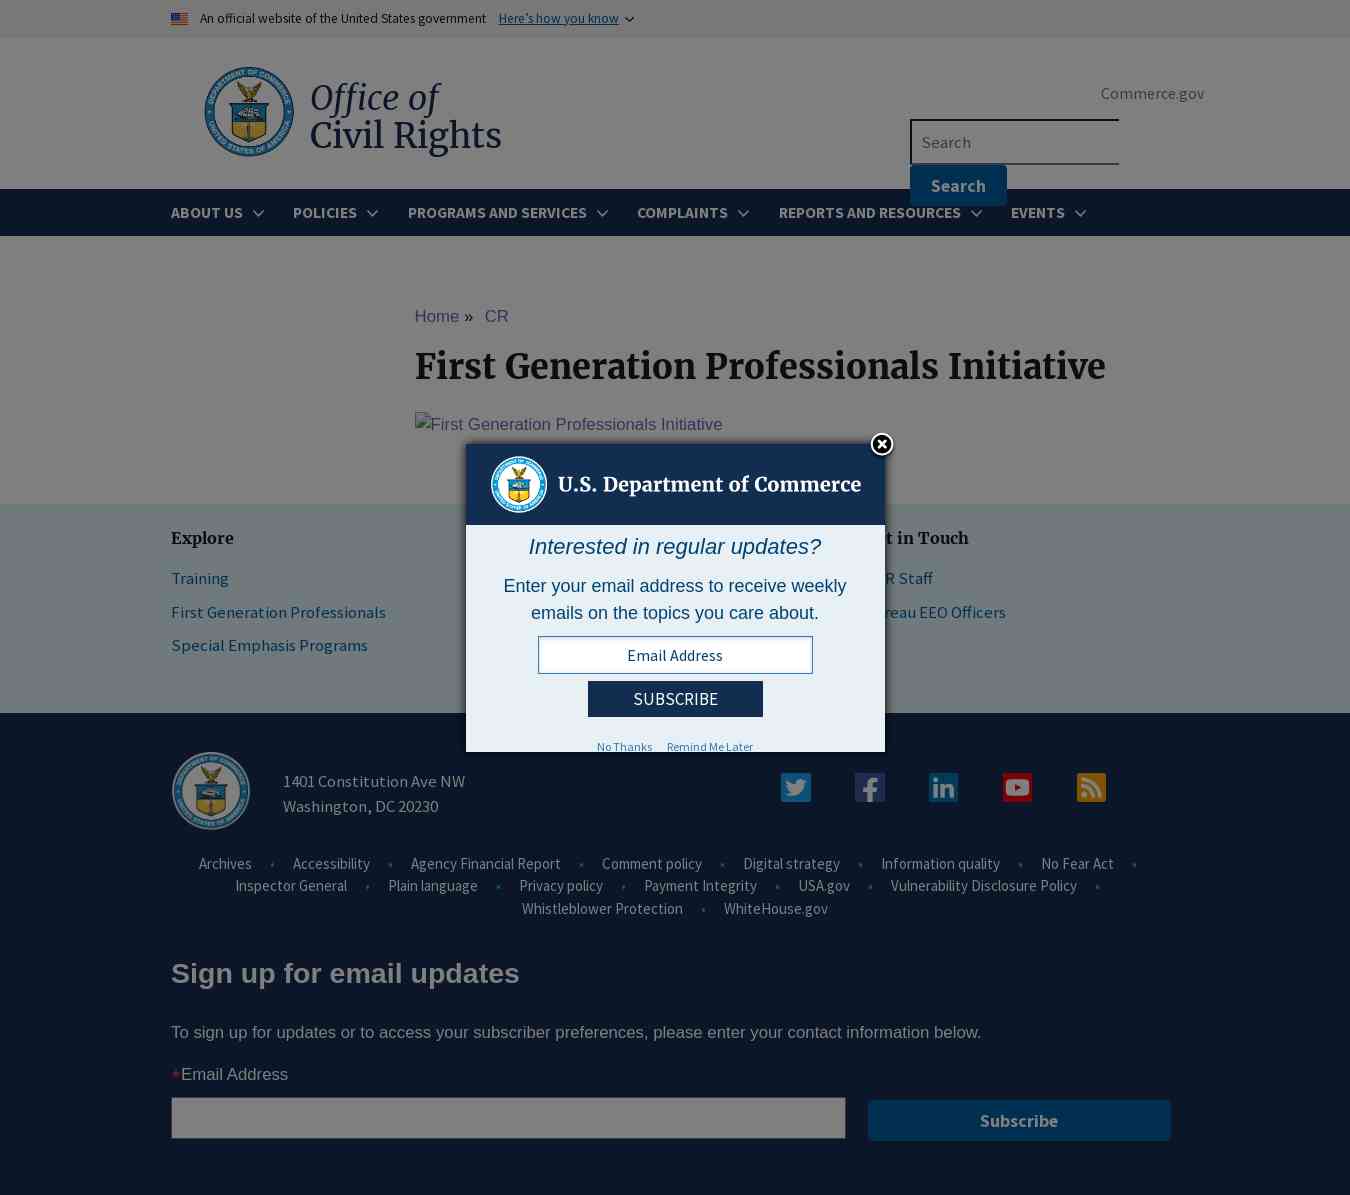 An official website of the United States government Here's how you know
Office of
Civil Rights
Commerce.gov
Search
Search
ABOUT US POLICIES PROGRAMS AND SERVICES COMPLAINTS REPORTS AND RESOURCES EVENTS
Home » CR
First Generation Professionals Initiative
First Generation Professionals Initiative
U.S. Department of Commerce
Interested in regular updates?
Enter your email address to receive weekly
emails on the topics you care about.
Email Address
SUBSCRIBE
No Thanks Remind Me Later
Explore
Training
First Generation Professionals
Special Emphasis Programs
t in Touch
R Staff
reau EEO Officers
1401 Constitution Ave NW
Washington, DC 20230
Archives • Accessibility • Agency Financial Report • Comment policy • Digital strategy • Information quality • No Fear Act •
Inspector General • Plain language • Privacy policy • Payment Integrity • USA.gov • Vulnerability Disclosure Policy •
Whistleblower Protection • WhiteHouse.gov
Sign up for email updates
To sign up for updates or to access your subscriber preferences, please enter your contact information below.
*Email Address
Subscribe